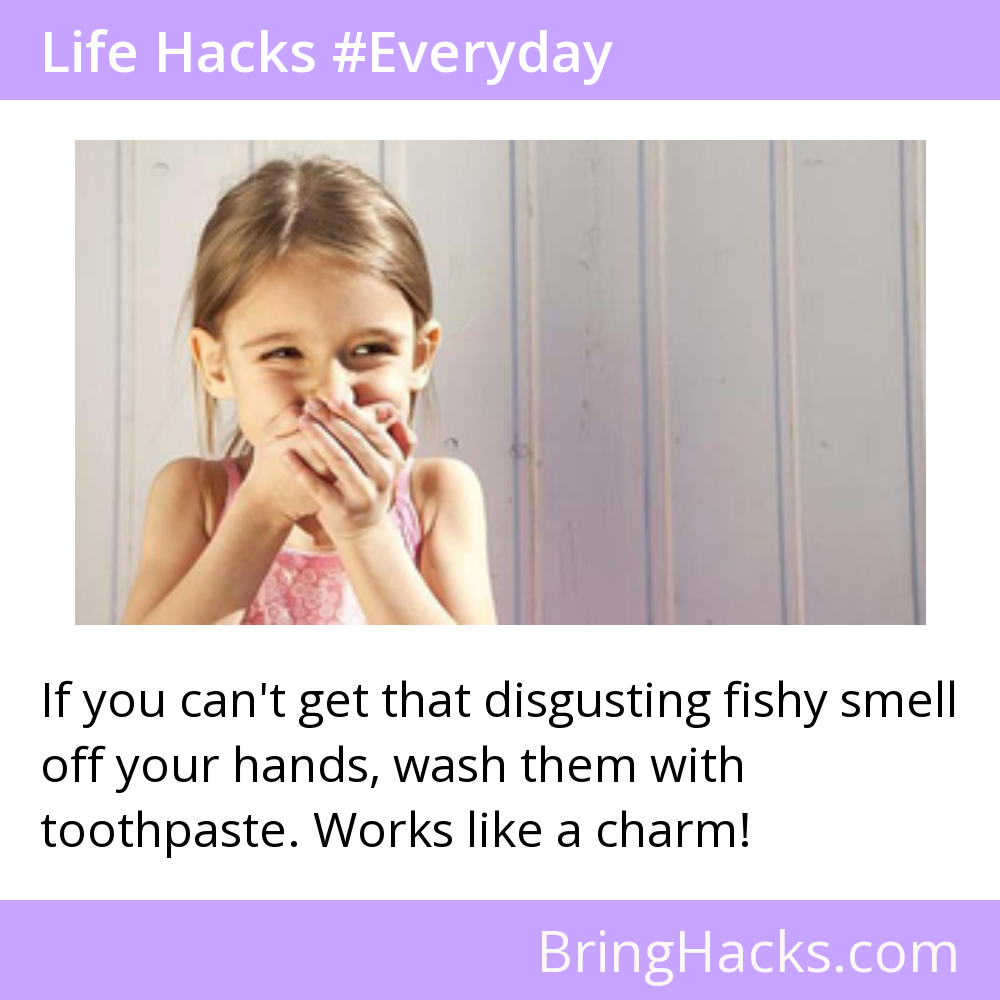 Life Hacks #Everyday
If you can't get that disgusting fishy smell
off your hands, wash them with
toothpaste. Works like a charm!
BringHacks.com